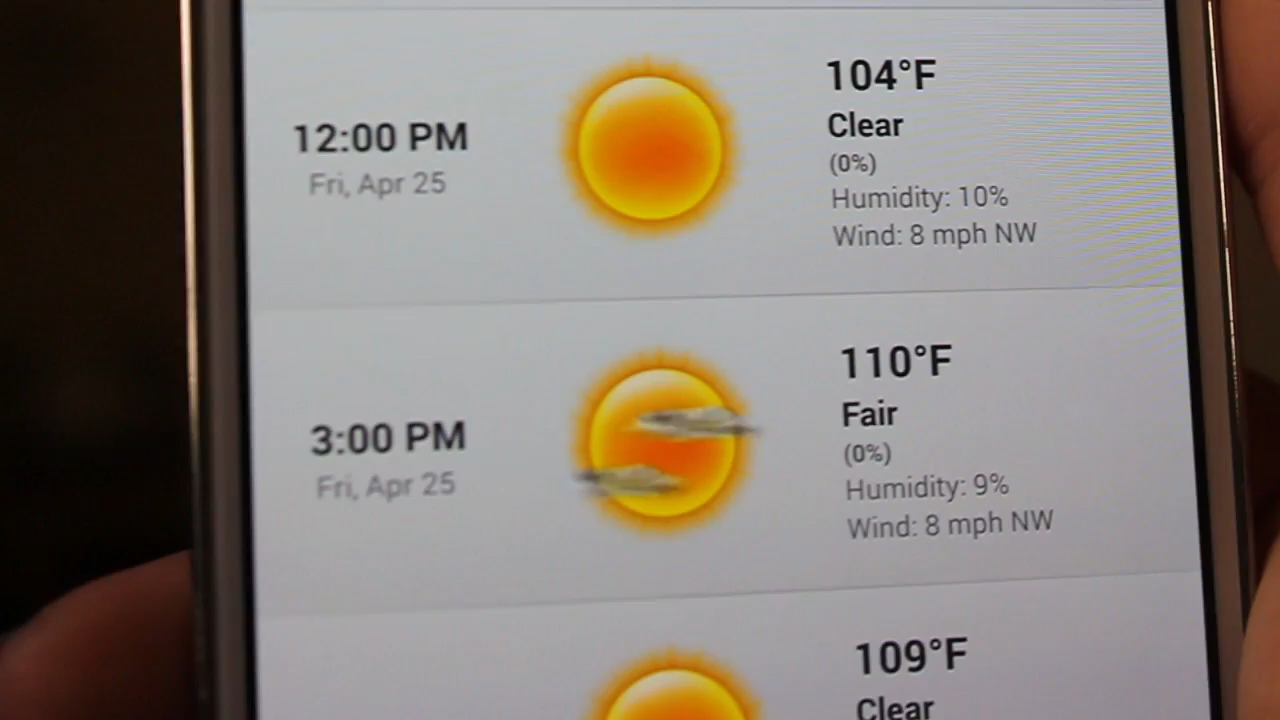 12:00 PM
Fri, Apr 25
104°F
Clear
(0%)
Humidity: 10%
Wind: 8 mph NW
3:00 PM
Fri, Apr 25
110°F
Fair
(0%)
Humidity: 9%
Wind: 8 mph NW
109°F
Clear